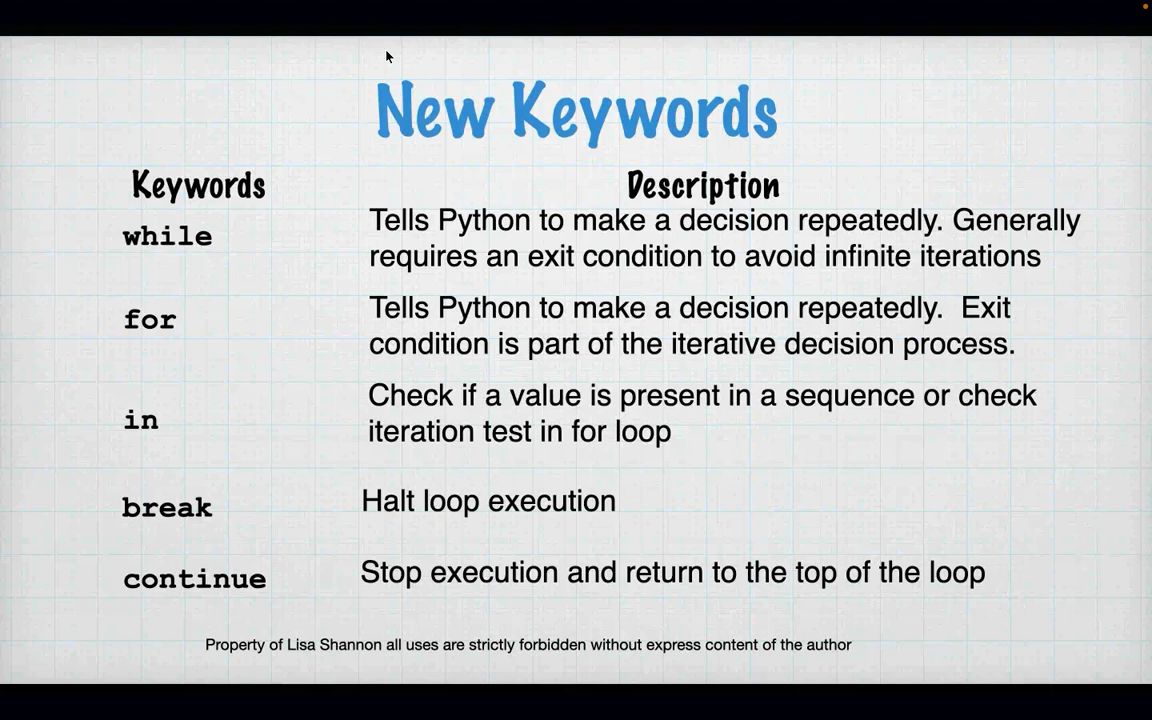 New Keywords
Keywords
Description
while
Tells Python to make a decision repeatedly. Generally
requires an exit condition to avoid infinite iterations
for
Tells Python to make a decision repeatedly.  Exit
condition is part of the iterative decision process.
in
Check if a value is present in a sequence or check
iteration test in for loop
break
Halt loop execution
continue
Stop execution and return to the top of the loop
Property of Lisa Shannon all uses are strictly forbidden without express content of the author